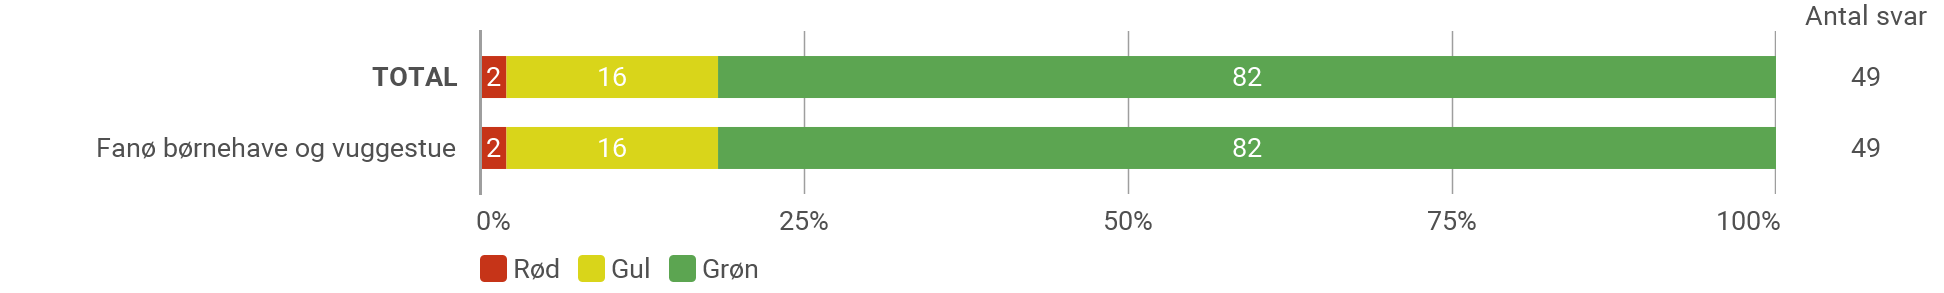 Antal svar
TOTAL 2 16 82 49
Fanø børnehave og vuggestue 2 16 82 49
0% 25% 50% 75% 100%
Rød Gul Grøn